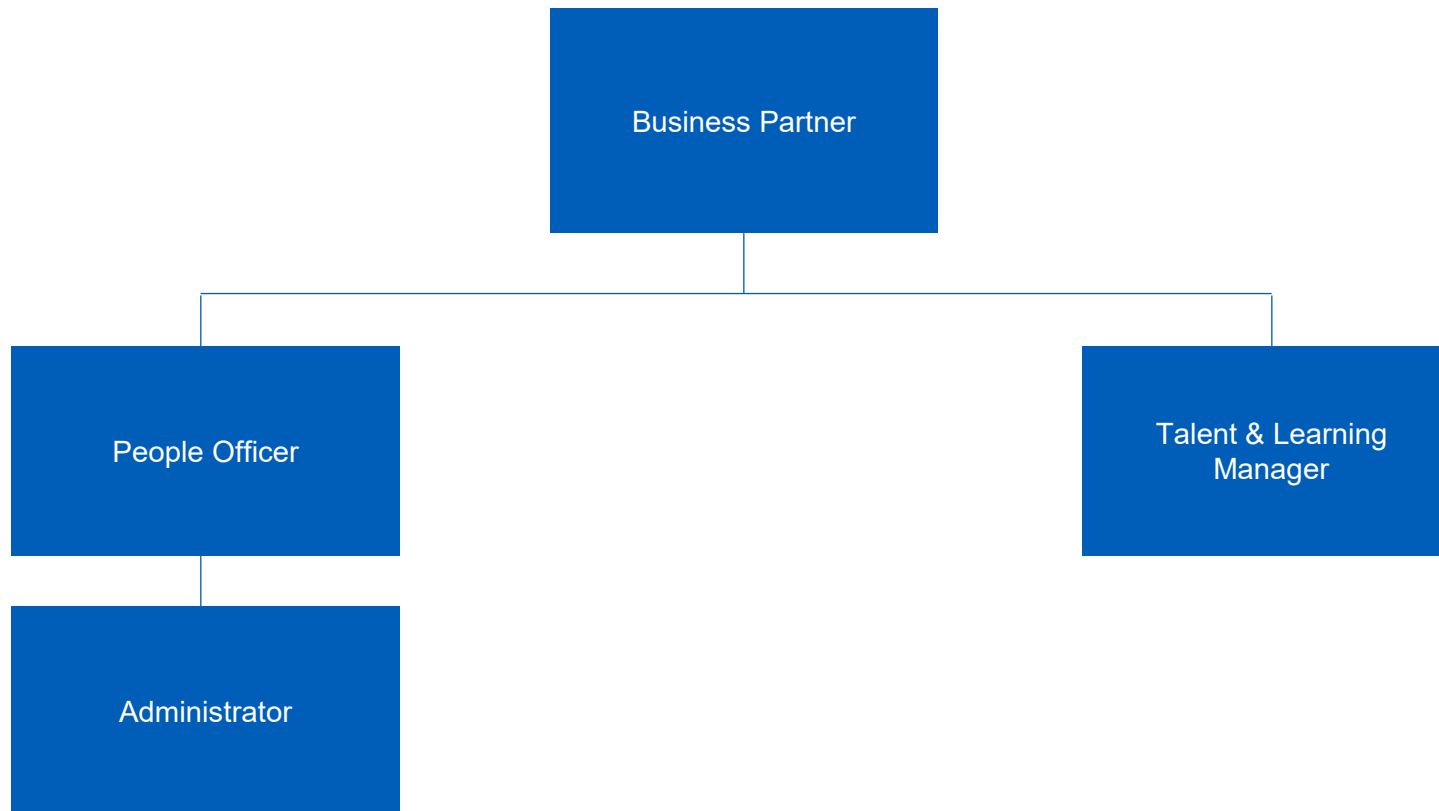 Business Partner
People Officer
Talent & Learning
Manager
Administrator